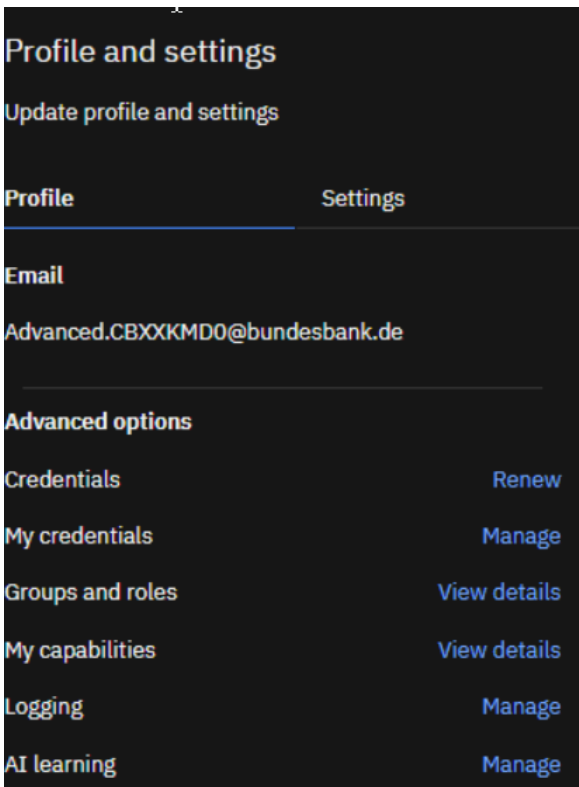 Profile and settings
Update profile and settings
Profile Settings
Email
Advanced.CBXXKMD0@bundesbank.de
Advanced options
Credentials Renew
My credentials Manage
Groups and roles View details
My capabilities View details
Logging Manage
AI learning Manage